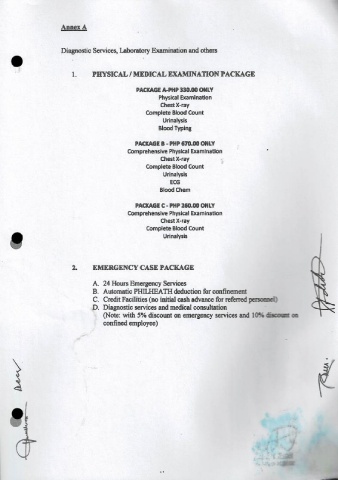 Annex A
Diagnostic Services, Laboratory Examination and others
1. PHYSICAL / MEDICAL EXAMINATION PACKAGE
PACKAGE A-PHP 330.00 ONLY
Physical Examination
Chest X-ray
Complete Blood Count
Urinalysis
Blood Typing
PACKAGE B - PHP 670.00 ONLY
Comprehensive Physical Examination
Chest X-ray
Complete Blood Count
Urinalysis
ECG
Blood Chem
PACKAGE C - PHP 360.00 ONLY
Comprehensive Physical Examination
Chest X-ray
Complete Blood Count
Urinalysis
2. EMERGENCY CASE PACKAGE
A. 24 Hours Emergency Services
B. Automatic PHILHEATH deduction for confinement
C. Credit Facilities (no initial cash advance for referred personnel)
D. Diagnostic services and medical consultation
(Note: with 5% discount on emergency services and 10% discount on
confined employee)